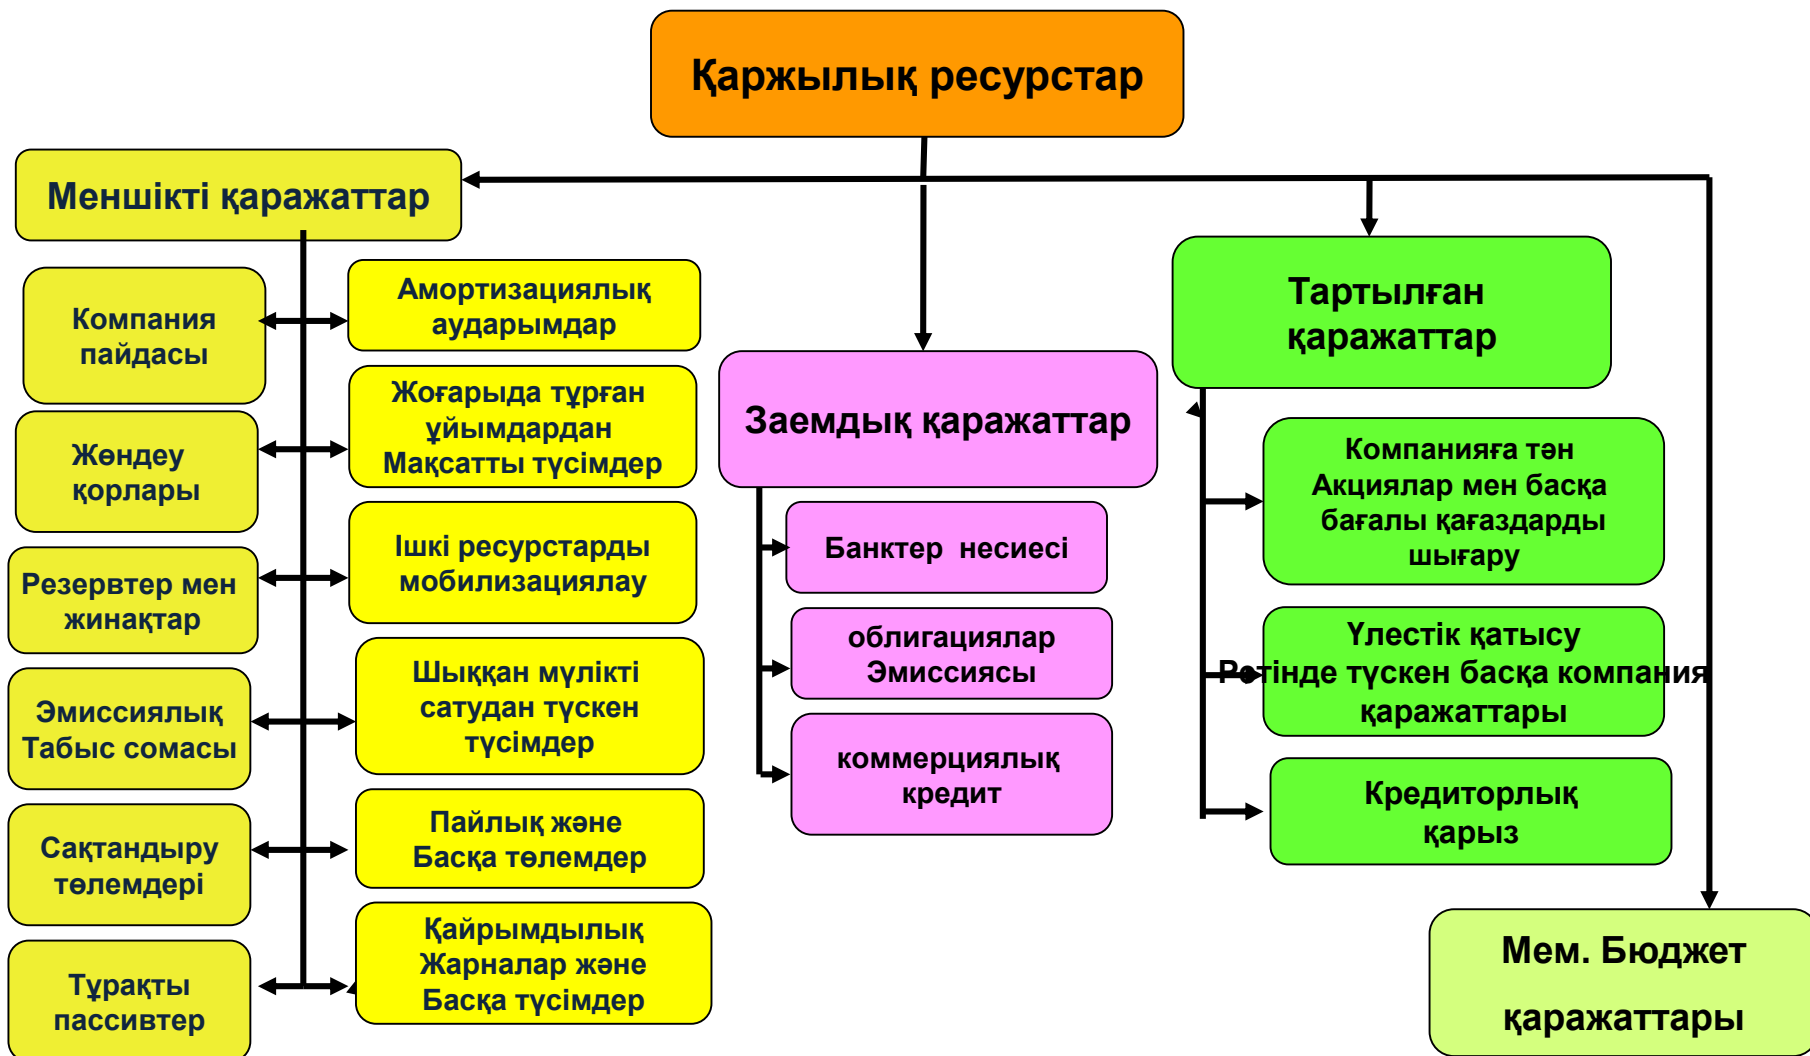 Қаржылық ресурстар
Меншікті қаражаттар
Компания
пайдасы
Амортизациялық
аударымдар
Жөндеу
қорлары
Жоғарыда тұрған
ұйымдардан
Мақсатты түсімдер
Резервтер мен
жинақтар
Ішкі ресурстарды
мобилизациялау
Эмиссиялық
Табыс сомасы
Шыққан мүлікті
сатудан түскен
түсімдер
Сақтандыру
төлемдері
Пайлық және
Басқа төлемдер
Тұрақты
пассивтер
Қайрымдылық
Жарналар және
Басқа түсімдер
Заемдық қаражаттар
Банктер несиесі
облигациялар
Эмиссиясы
коммерциялық
кредит
Тартылған
қаражаттар
Компанияға тән
Акциялар мен басқа
бағалы қағаздарды
шығару
Үлестік қатысу
Ретінде түскен басқа компания
қаражаттары
Кредиторлық
қарыз
Мем. Бюджет
қаражаттары